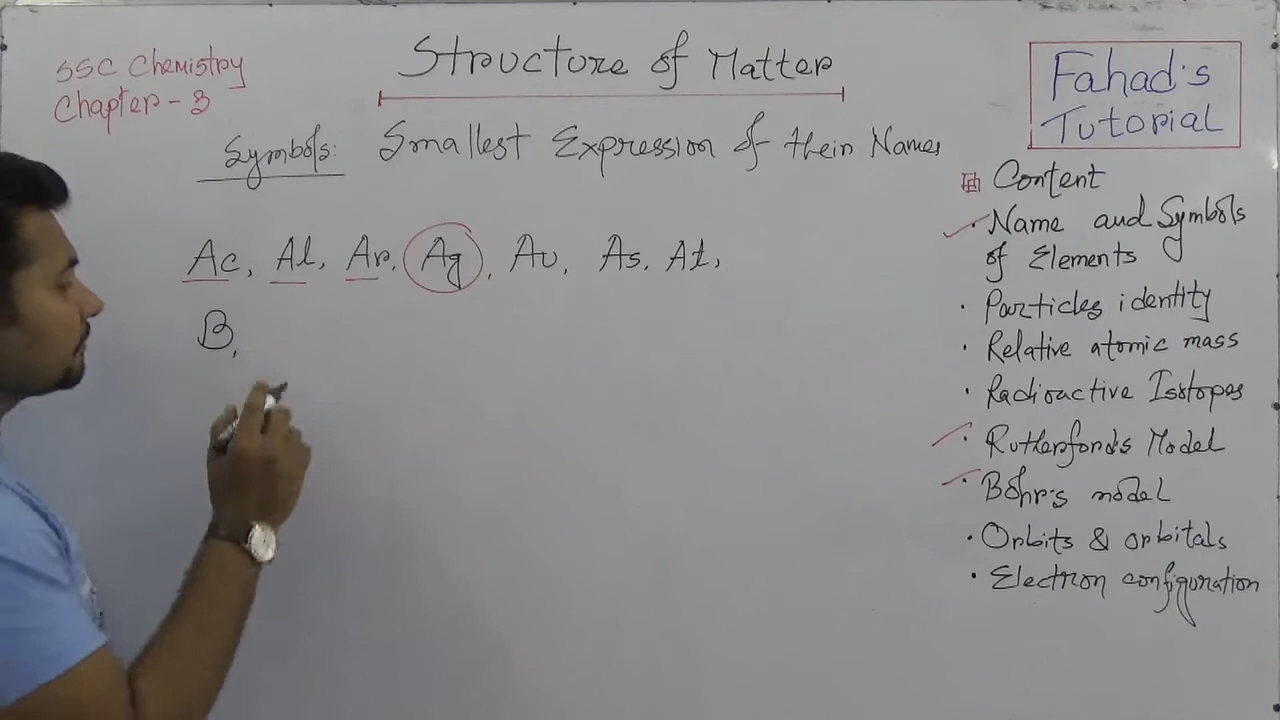 SSC Chemistry
Chapter - 3
Structure of Matter
Fahad's
Tutorial
Symbols: Smallest Expression of their Names
Ac, Al, Ar, Ag, Au, As, At,
B,
Content
· Name and Symbols
of Elements
· Particles identity
· Relative atomic mass
· Radioactive Isotopes
· Rutherford's Model
· Bohr's model
· Orbits & orbitals
· Electron configuration